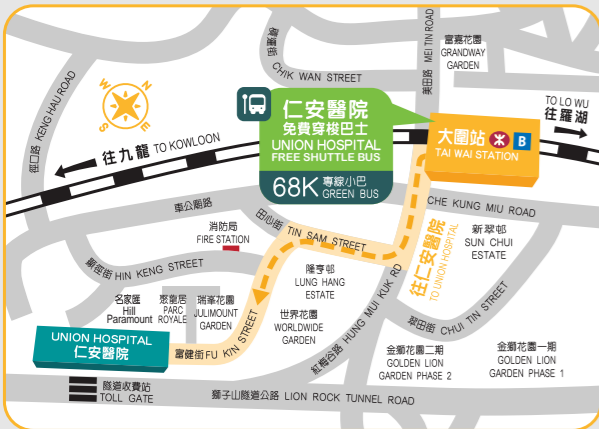 徑口路 KENG HAU ROAD
積運街
CHIK WAN STREET
美田路 MEI TIN ROAD
富嘉花園
GRANDWAY
GARDEN
N
W
E
S
往九龍 TO KOWLOON
TO LO WU
往羅湖
仁安醫院
免費穿梭巴士
UNION HOSPITAL
FREE SHUTTLE BUS
68K 專線小巴
GREEN BUS
大圍站 B
TAI WAI STATION
車公廟路
CHE KUNG MIU ROAD
田心街 TIN SAM STREET
消防局
FIRE STATION
往仁安醫院
TO UNION HOSPITAL
新翠邨
SUN CHUI
ESTATE
顯徑街 HIN KENG STREET
隆亨邨
LUNG HANG
ESTATE
名家匯
Hill
Paramount
聚龍居
PARC
ROYALE
瑞峯花園
JULIMOUNT
GARDEN
世界花園
WORLDWIDE
GARDEN
紅梅谷路 HUNG MUI KUK RD
翠田街 CHUI TIN STREET
UNION HOSPITAL
仁安醫院
富健街 FU KIN STREET
金獅花園二期
GOLDEN LION
GARDEN PHASE 2
金獅花園一期
GOLDEN LION
GARDEN PHASE 1
隧道收費站
TOLL GATE
獅子山隧道公路 LION ROCK TUNNEL ROAD